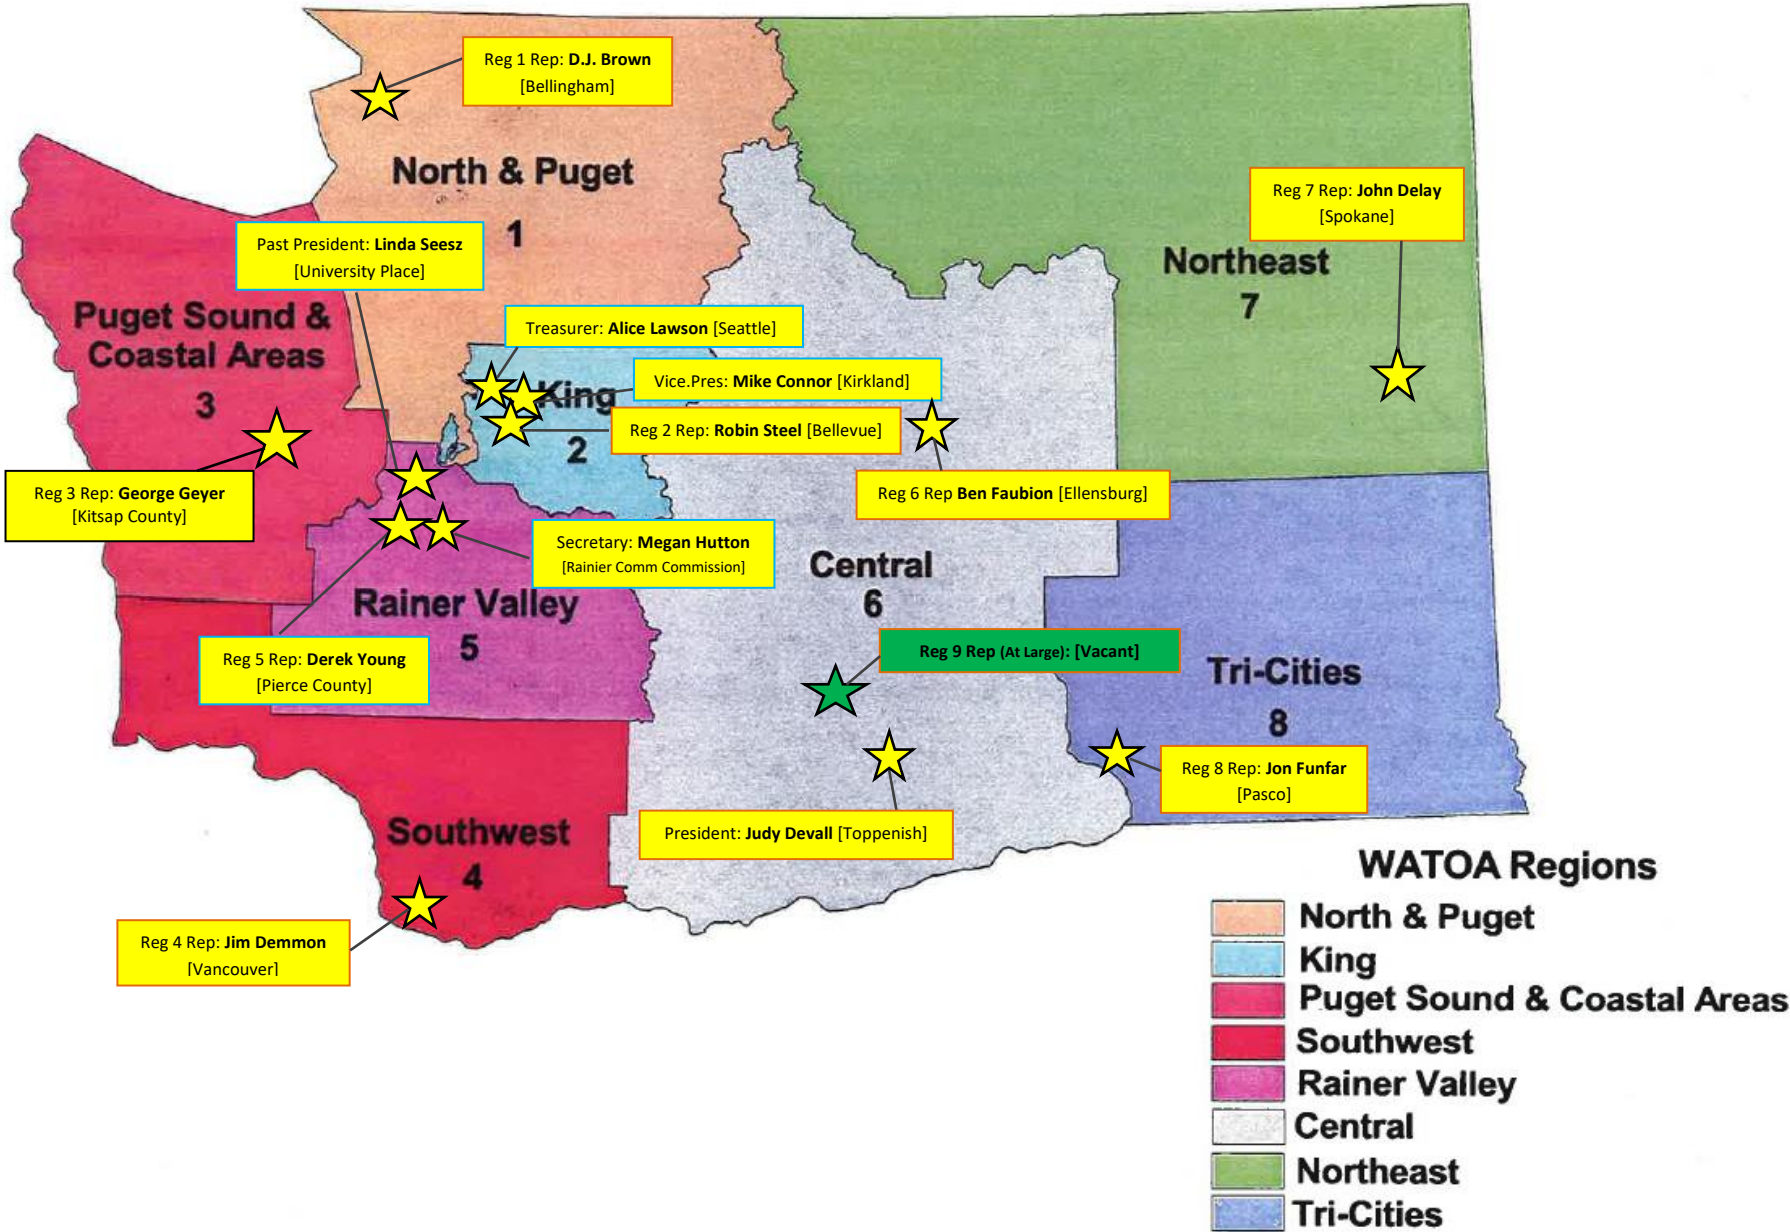 Reg 1 Rep: D.J. Brown
[Bellingham]
North & Puget
1
Reg 7 Rep: John Delay
[Spokane]
Past President: Linda Seesz
[University Place]
Northeast
7
Puget Sound &
Coastal Areas
3
Treasurer: Alice Lawson [Seattle]
Vice.Pres: Mike Connor [Kirkland]
King
2
Reg 2 Rep: Robin Steel [Bellevue]
Reg 3 Rep: George Geyer
[Kitsap County]
Reg 6 Rep Ben Faubion [Ellensburg]
Secretary: Megan Hutton
[Rainier Comm Commission]
Central
6
Rainer Valley
5
Reg 5 Rep: Derek Young
[Pierce County]
Reg 9 Rep (At Large): [Vacant]
Tri-Cities
8
Reg 8 Rep: Jon Funfar
[Pasco]
President: Judy Devall [Toppenish]
Southwest
4
Reg 4 Rep: Jim Demmon
[Vancouver]
WATOA Regions
North & Puget
King
Puget Sound & Coastal Areas
Southwest
Rainer Valley
Central
Northeast
Tri-Cities